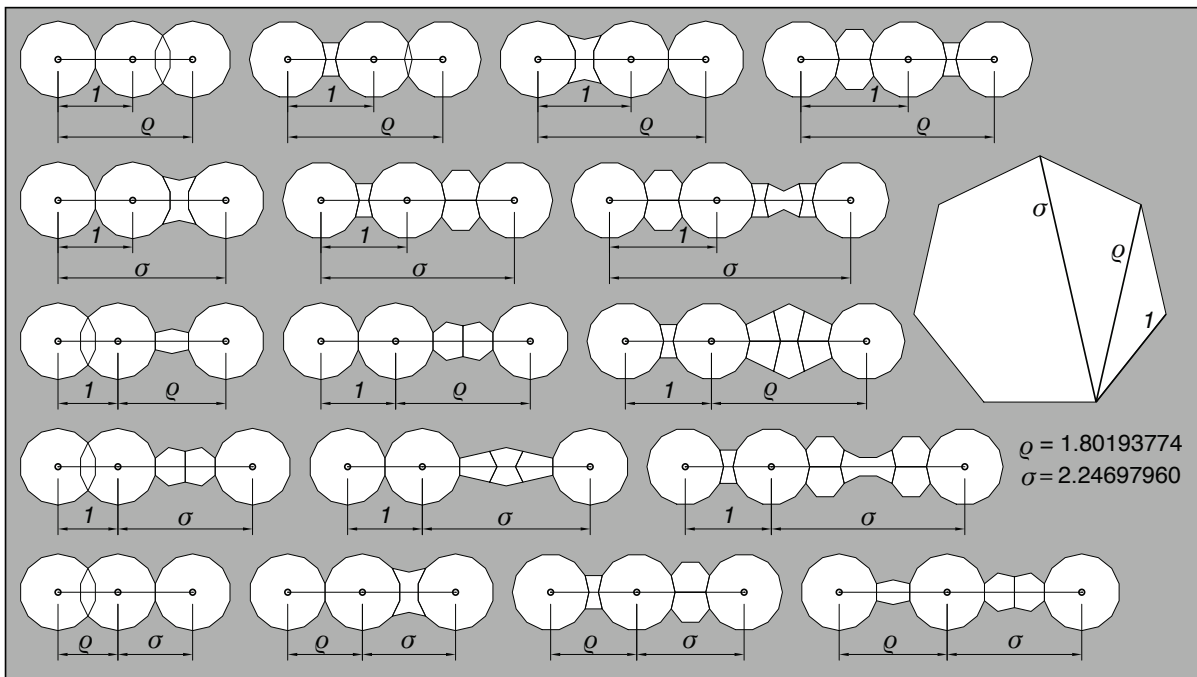 1 1 1 1
ϱ ϱ ϱ ϱ
1 1 1
σ σ σ
σ
ϱ
1
1 ϱ 1 ϱ 1 ϱ
1 σ 1 σ 1 σ
ϱ = 1.80193774
σ = 2.24697960
ϱ σ ϱ σ ϱ σ ϱ σ